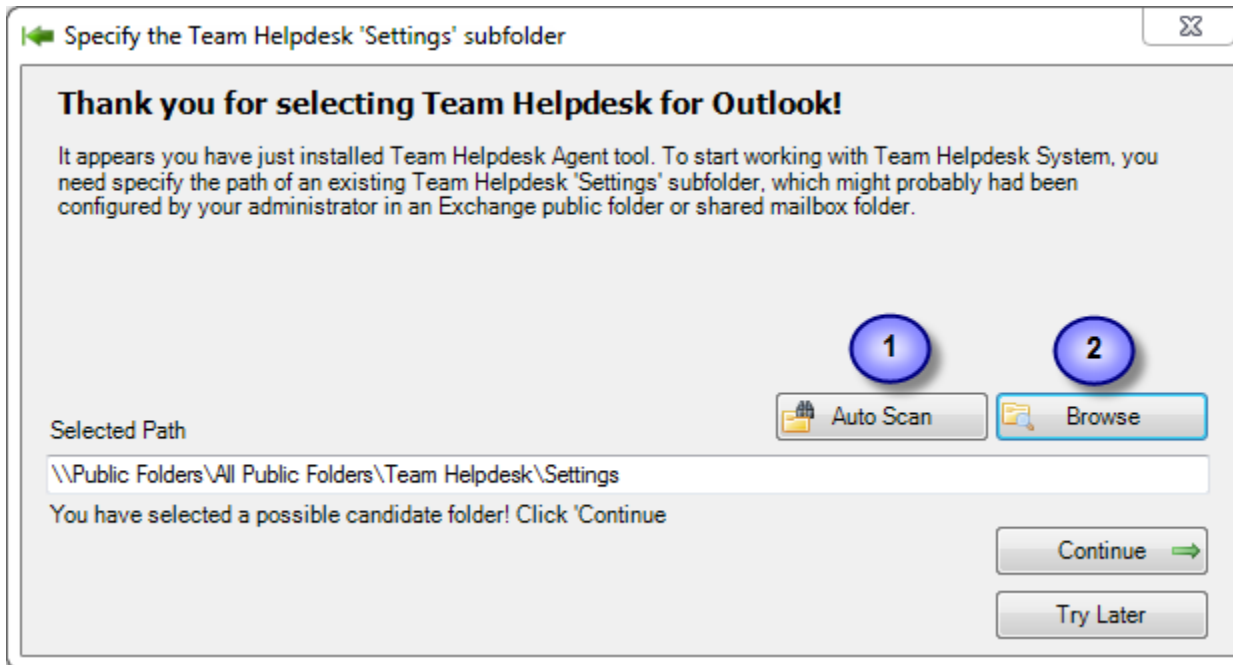 Specify the Team Helpdesk 'Settings' subfolder
Thank you for selecting Team Helpdesk for Outlook!
It appears you have just installed Team Helpdesk Agent tool. To start working with Team Helpdesk System, you
need specify the path of an existing Team Helpdesk 'Settings' subfolder, which might probably had been
configured by your administrator in an Exchange public folder or shared mailbox folder.
1
2
Auto Scan
Browse
Selected Path
\\Public Folders\All Public Folders\Team Helpdesk\Settings
You have selected a possible candidate folder! Click 'Continue
Continue
Try Later